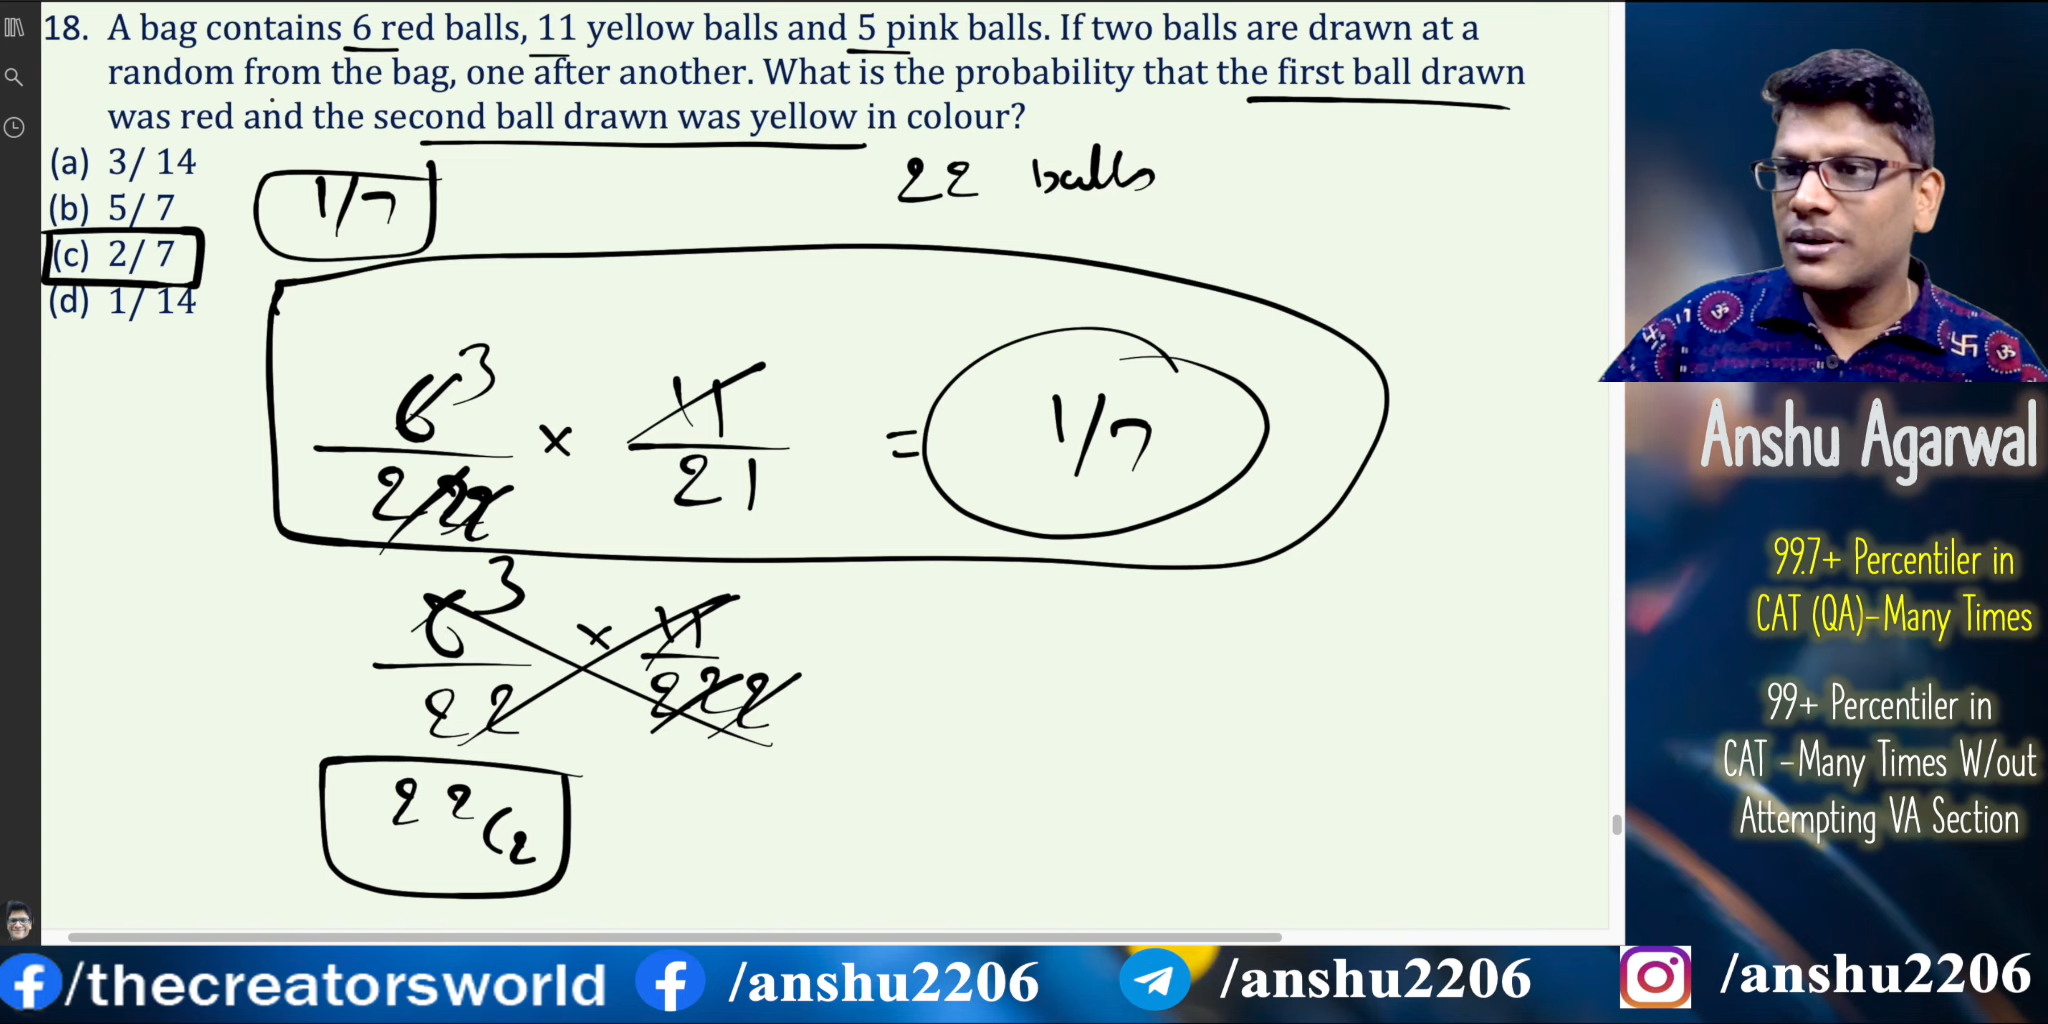 18. A bag contains 6 red balls, 11 yellow balls and 5 pink balls. If two balls are drawn at a
random from the bag, one after another. What is the probability that the first ball drawn
was red and the second ball drawn was yellow in colour?
(a) 3/ 14
(b) 5/ 7
(c) 2/ 7
(d) 1/ 14
1/7
22 balls
6 3 × 11 = 1/7
2 22 21
6 3 × 11
22 222
22C2
Anshu Agarwal
99.7+ Percentiler in
CAT (QA)-Many Times
99+ Percentiler in
CAT -Many Times W/out
Attempting VA Section
/thecreatorsworld /anshu2206 /anshu2206 /anshu2206